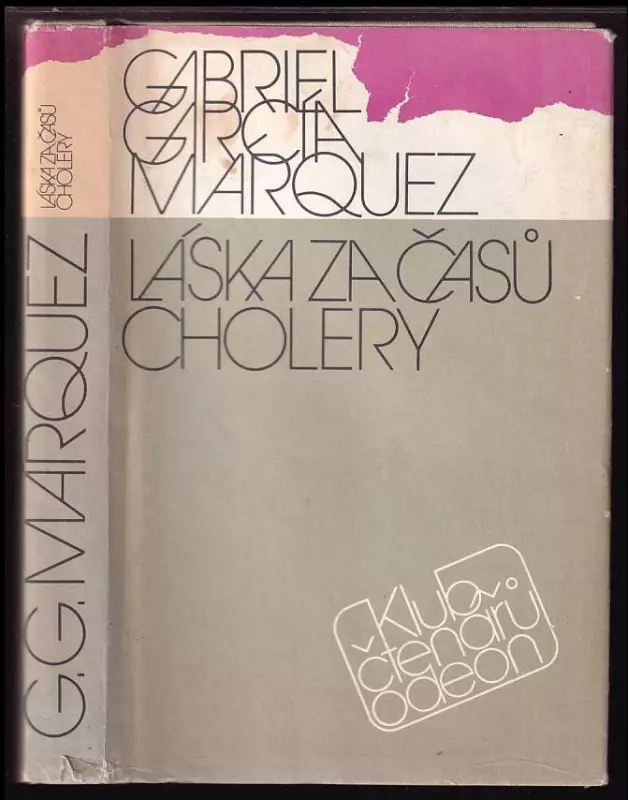 GABRIEL
GARCÍA
MARQUEZ
LÁSKA ZA ČASŮ
CHOLERY
Klub
čtenářů
odeon
LÁSKA ZA ČASŮ
CHOLERY
G. G. MARQUEZ